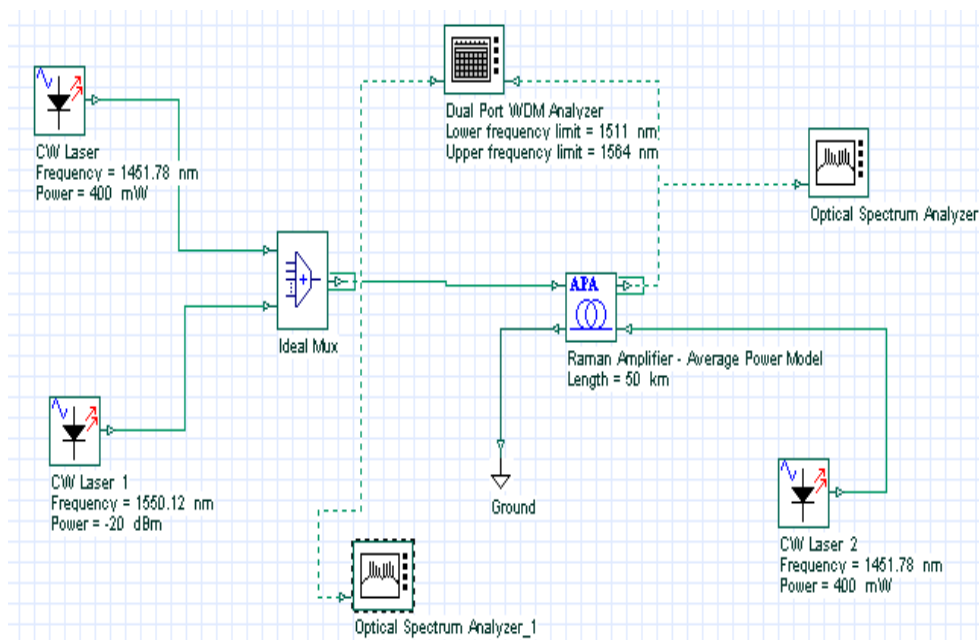 Dual Port WDM Analyzer
Lower frequency limit = 1511 nm
Upper frequency limit = 1564 nm
CW Laser
Frequency = 1451.78 nm
Power = 400 mW
Optical Spectrum Analyzer
Ideal Mux
APA
Raman Amplifier - Average Power Model
Length = 50 km
CW Laser 1
Frequency = 1550.12 nm
Power = -20 dBm
Ground
CW Laser 2
Frequency = 1451.78 nm
Power = 400 mW
Optical Spectrum Analyzer_1